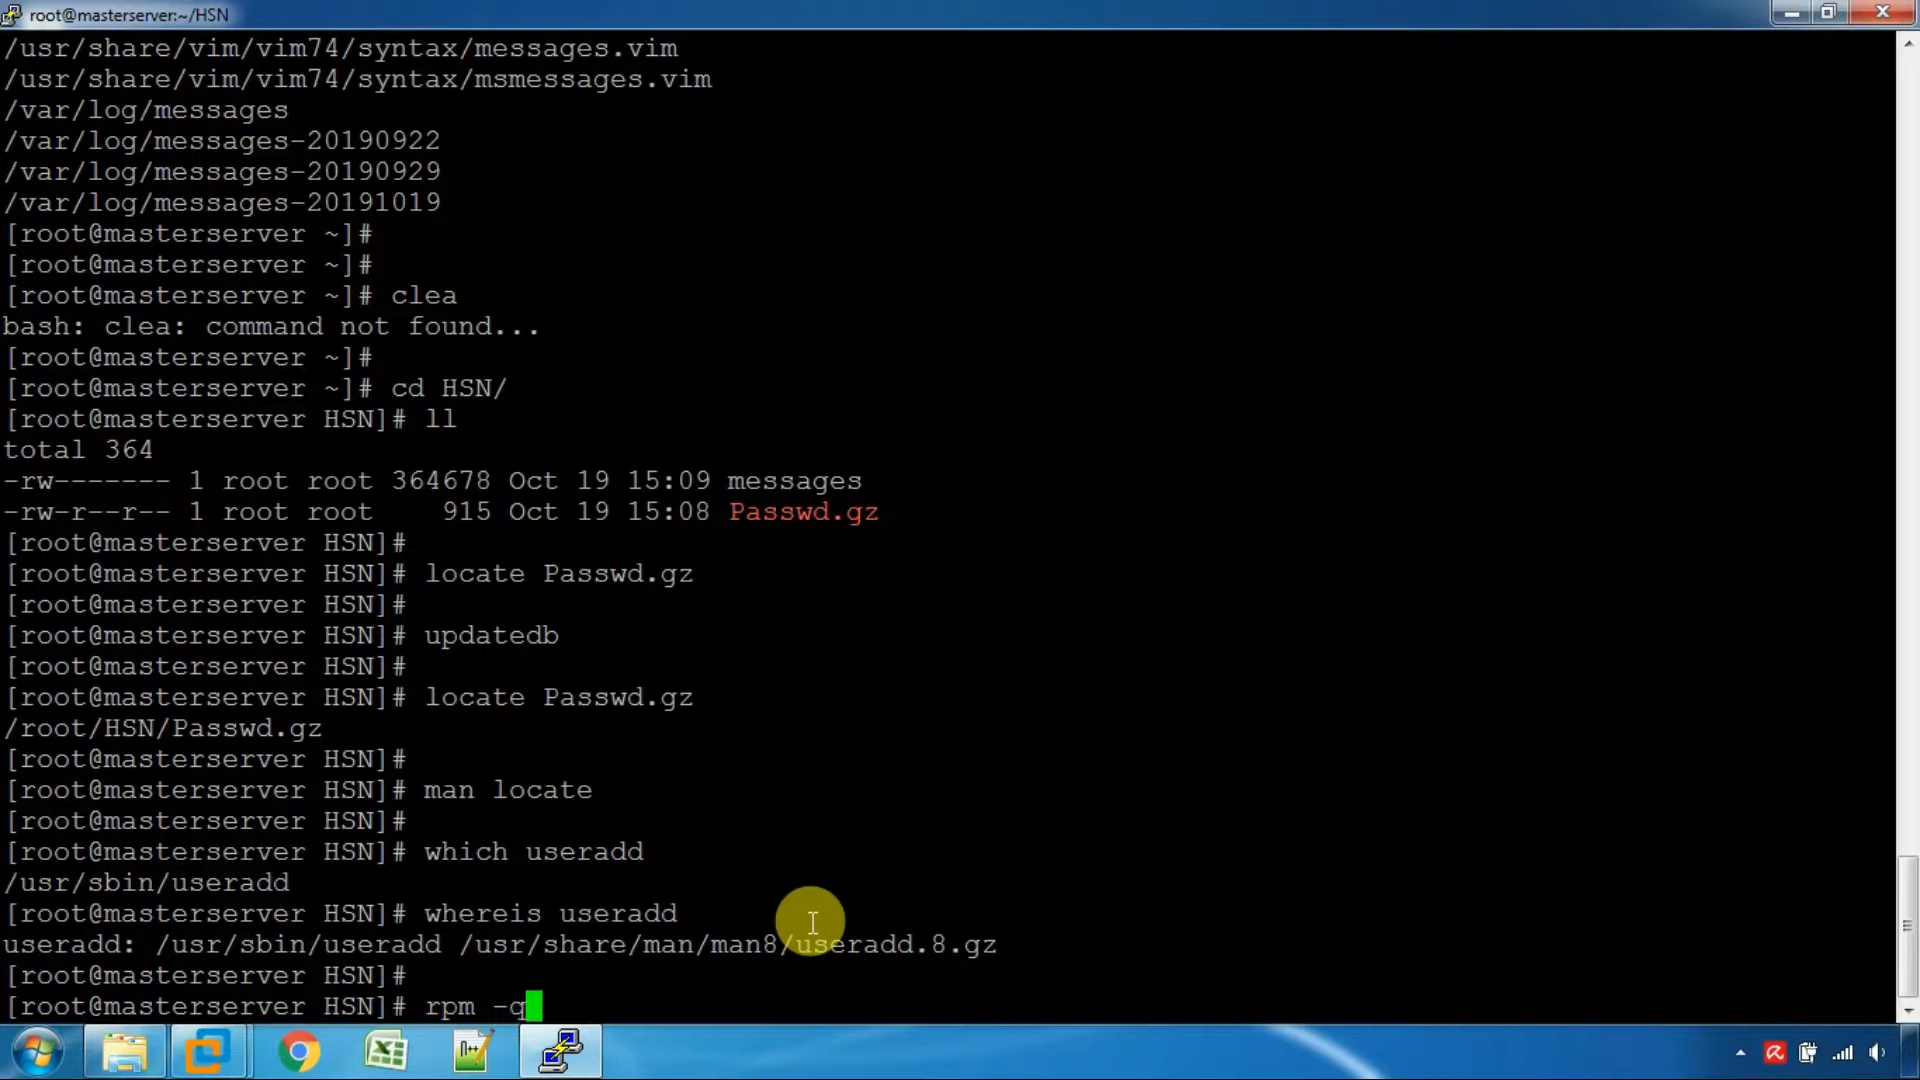 root@masterserver:~/HSN
/usr/share/vim/vim74/syntax/messages.vim
/usr/share/vim/vim74/syntax/msmessages.vim
/var/log/messages
/var/log/messages-20190922
/var/log/messages-20190929
/var/log/messages-20191019
[root@masterserver ~]#
[root@masterserver ~]#
[root@masterserver ~]# clea
bash: clea: command not found...
[root@masterserver ~]#
[root@masterserver ~]# cd HSN/
[root@masterserver HSN]# ll
total 364
-rw------- 1 root root 364678 Oct 19 15:09 messages
-rw-r--r-- 1 root root    915 Oct 19 15:08 Passwd.gz
[root@masterserver HSN]#
[root@masterserver HSN]# locate Passwd.gz
[root@masterserver HSN]#
[root@masterserver HSN]# updatedb
[root@masterserver HSN]#
[root@masterserver HSN]# locate Passwd.gz
/root/HSN/Passwd.gz
[root@masterserver HSN]#
[root@masterserver HSN]# man locate
[root@masterserver HSN]#
[root@masterserver HSN]# which useradd
/usr/sbin/useradd
[root@masterserver HSN]# whereis useradd
useradd: /usr/sbin/useradd /usr/share/man/man8/useradd.8.gz
[root@masterserver HSN]#
[root@masterserver HSN]# rpm -q